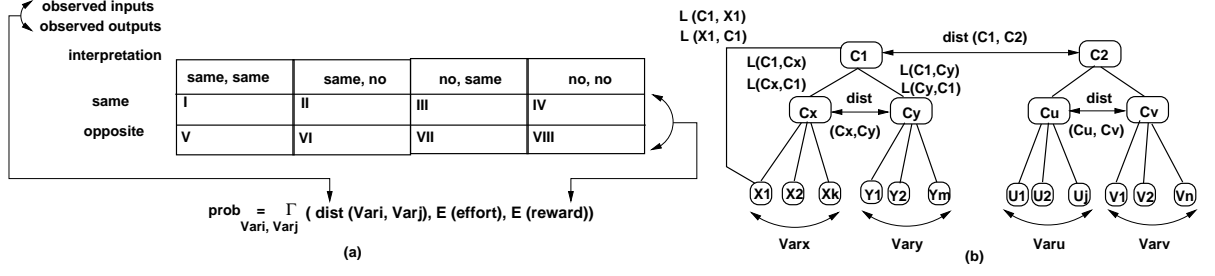 observed inputs
observed outputs
interpretation
same, same
same, no
no, same
no, no
same
I
II
III
IV
opposite
V
VI
VII
VIII
prob = Γ ( dist (Vari, Varj), E (effort), E (reward))
Vari, Varj
(a)
L (C1, X1)
L (X1, C1)
C1
dist (C1, C2)
C2
L(C1,Cx)
L(Cx,C1)
L(C1,Cy)
L(Cy,C1)
Cx
dist
(Cx,Cy)
Cy
Cu
dist
(Cu, Cv)
Cv
X1
X2
Xk
Y1
Y2
Ym
U1
U2
Uj
V1
V2
Vn
Varx
Vary
Varu
Varv
(b)